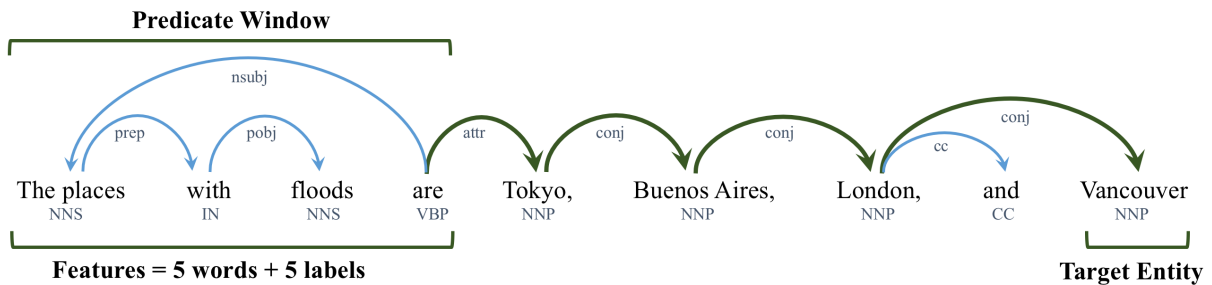 Predicate Window
nsubj
prep pobj attr conj conj conj
cc
The places with floods are Tokyo, Buenos Aires, London, and Vancouver
NNS IN NNS VBP NNP NNP NNP CC NNP
Features = 5 words + 5 labels Target Entity